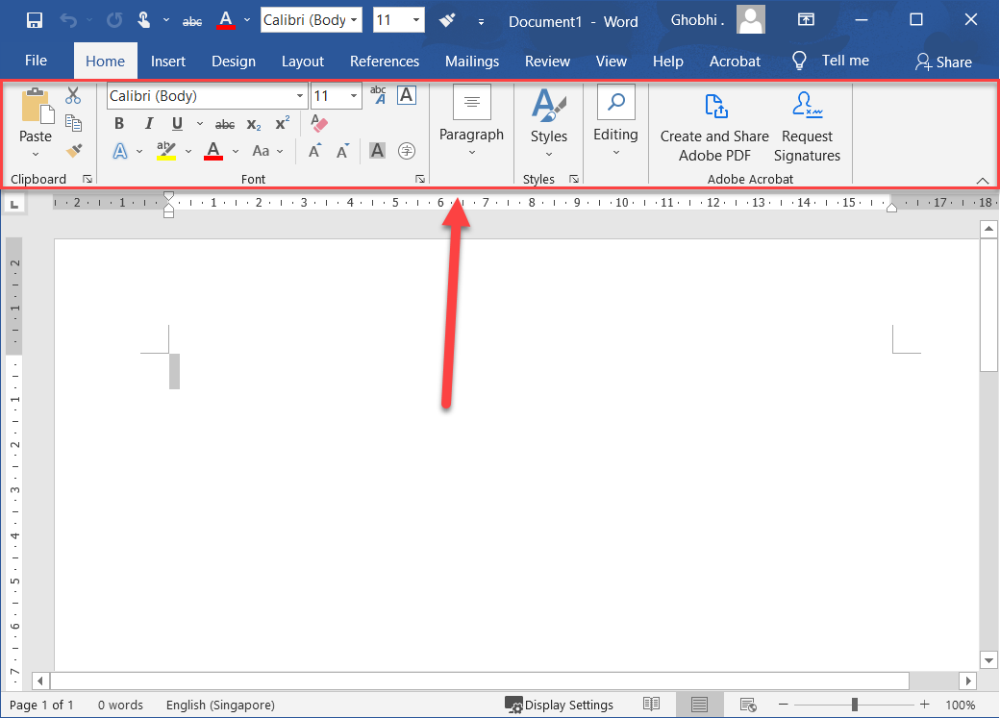 abc A Calibri (Body 11 Document1 - Word Ghobhi .
File Home Insert Design Layout References Mailings Review View Help Acrobat Tell me Share
Calibri (Body) 11 abc A A
B I U abc X₂ X² A
A ab A Aa A A A 字
Paste
Paragraph
Styles
Editing
Create and Share
Adobe PDF
Request
Signatures
Clipboard Font Styles Adobe Acrobat
L 2 1 1 2 3 4 5 6 7 8 9 10 11 12 13 14 15 17 18
2
1
1
2
3
4
5
6
7
Page 1 of 1 0 words English (Singapore) Display Settings 100%